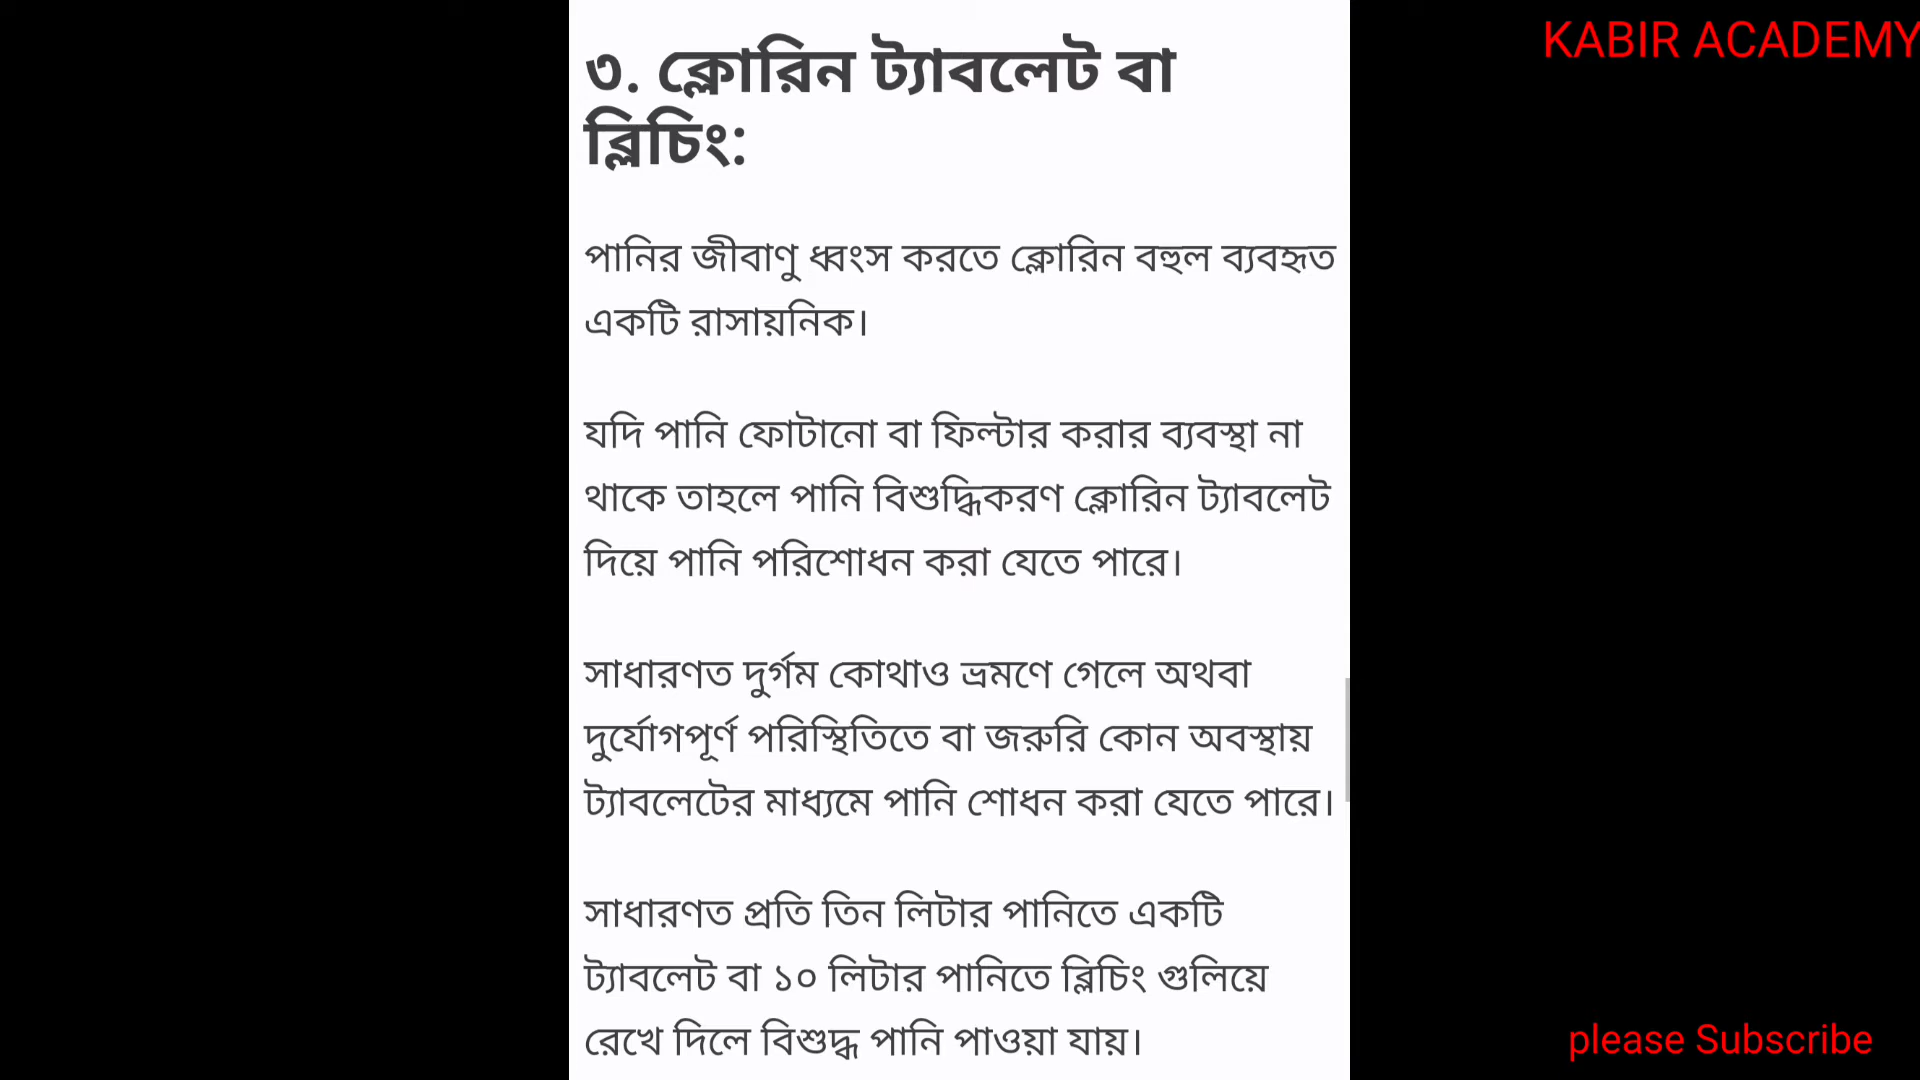 KABIR ACADEMY
৩. ক্লোরিন ট্যাবলেট বা
ব্লিচিং:
পানির জীবাণু ধ্বংস করতে ক্লোরিন বহুল ব্যবহৃত
একটি রাসায়নিক।
যদি পানি ফোটানো বা ফিল্টার করার ব্যবস্থা না
থাকে তাহলে পানি বিশুদ্ধিকরণ ক্লোরিন ট্যাবলেট
দিয়ে পানি পরিশোধন করা যেতে পারে।
সাধারণত দুর্গম কোথাও ভ্রমণে গেলে অথবা
দুর্যোগপূর্ণ পরিস্থিতিতে বা জরুরি কোন অবস্থায়
ট্যাবলেটের মাধ্যমে পানি শোধন করা যেতে পারে।
সাধারণত প্রতি তিন লিটার পানিতে একটি
ট্যাবলেট বা ১০ লিটার পানিতে ব্লিচিং গুলিয়ে
রেখে দিলে বিশুদ্ধ পানি পাওয়া যায়।
please Subscribe